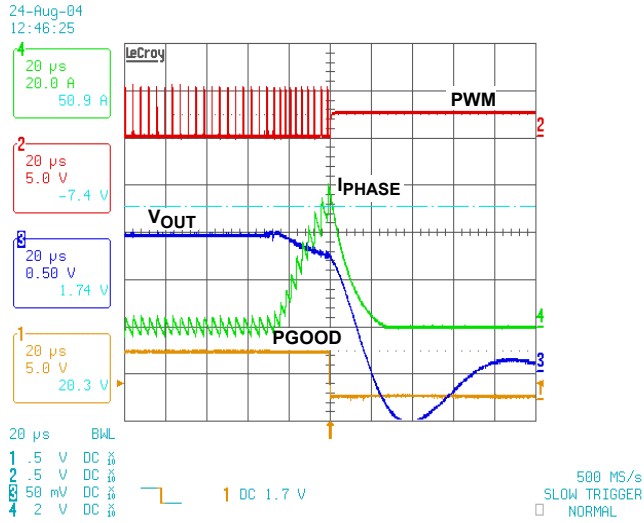 24-Aug-04
12:46:25
4
20 µs
20.0 A
50.9 A
2
20 µs
5.0 V
-7.4 V
3
20 µs
0.50 V
1.74 V
1
20 µs
5.0 V
20.3 V
LeCroy
PWM
2
IPHASE
VOUT
4
PGOOD
3
1
20 µs BWL
1 .5 V DC X10
2 .5 V DC X10
3 50 mV DC X10
4 2 V DC X10
1 DC 1.7 V
500 MS/s
SLOW TRIGGER
NORMAL